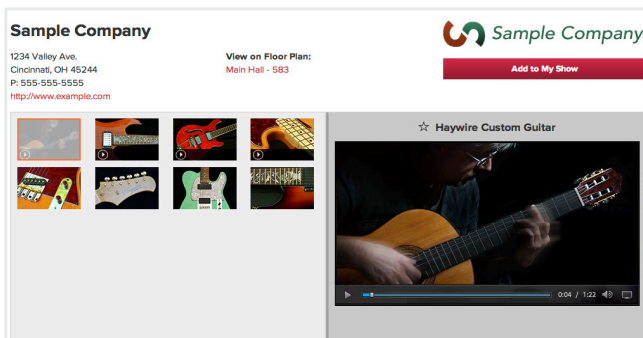 Sample Company
1234 Valley Ave.
Cincinnati, OH 45244
P: 555-555-5555
http://www.example.com
View on Floor Plan:
Main Hall - 583
Sample Company
Add to My Show
Haywire Custom Guitar
0:04 / 1:22